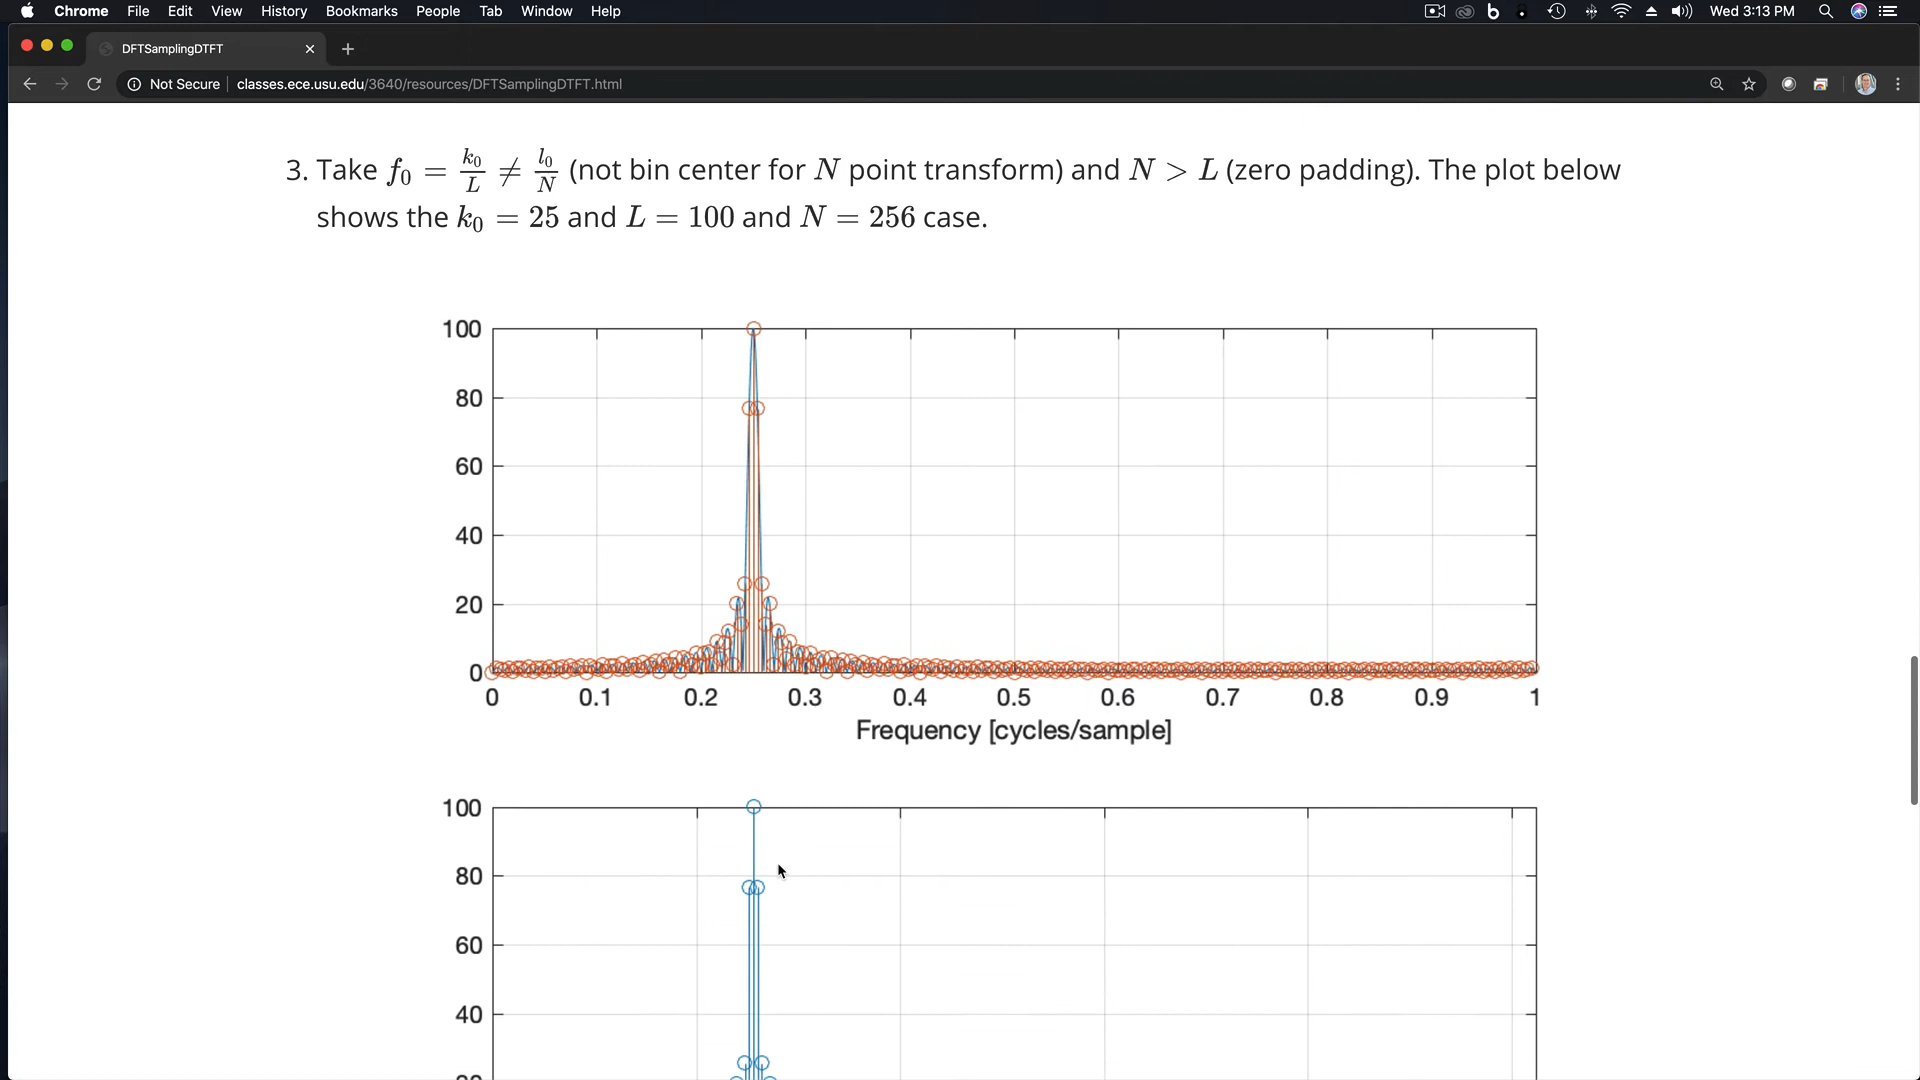 Chrome File Edit View History Bookmarks People Tab Window Help Wed 3:13 PM
DFTSamplingDTFT
Not Secure classes.ece.usu.edu/3640/resources/DFTSamplingDTFT.html
3. Take f₀ = k₀/L ≠ l₀/N (not bin center for N point transform) and N > L (zero padding). The plot below
shows the k₀ = 25 and L = 100 and N = 256 case.
100
80
60
40
20
0
0 0.1 0.2 0.3 0.4 0.5 0.6 0.7 0.8 0.9 1
Frequency [cycles/sample]
100
80
60
40